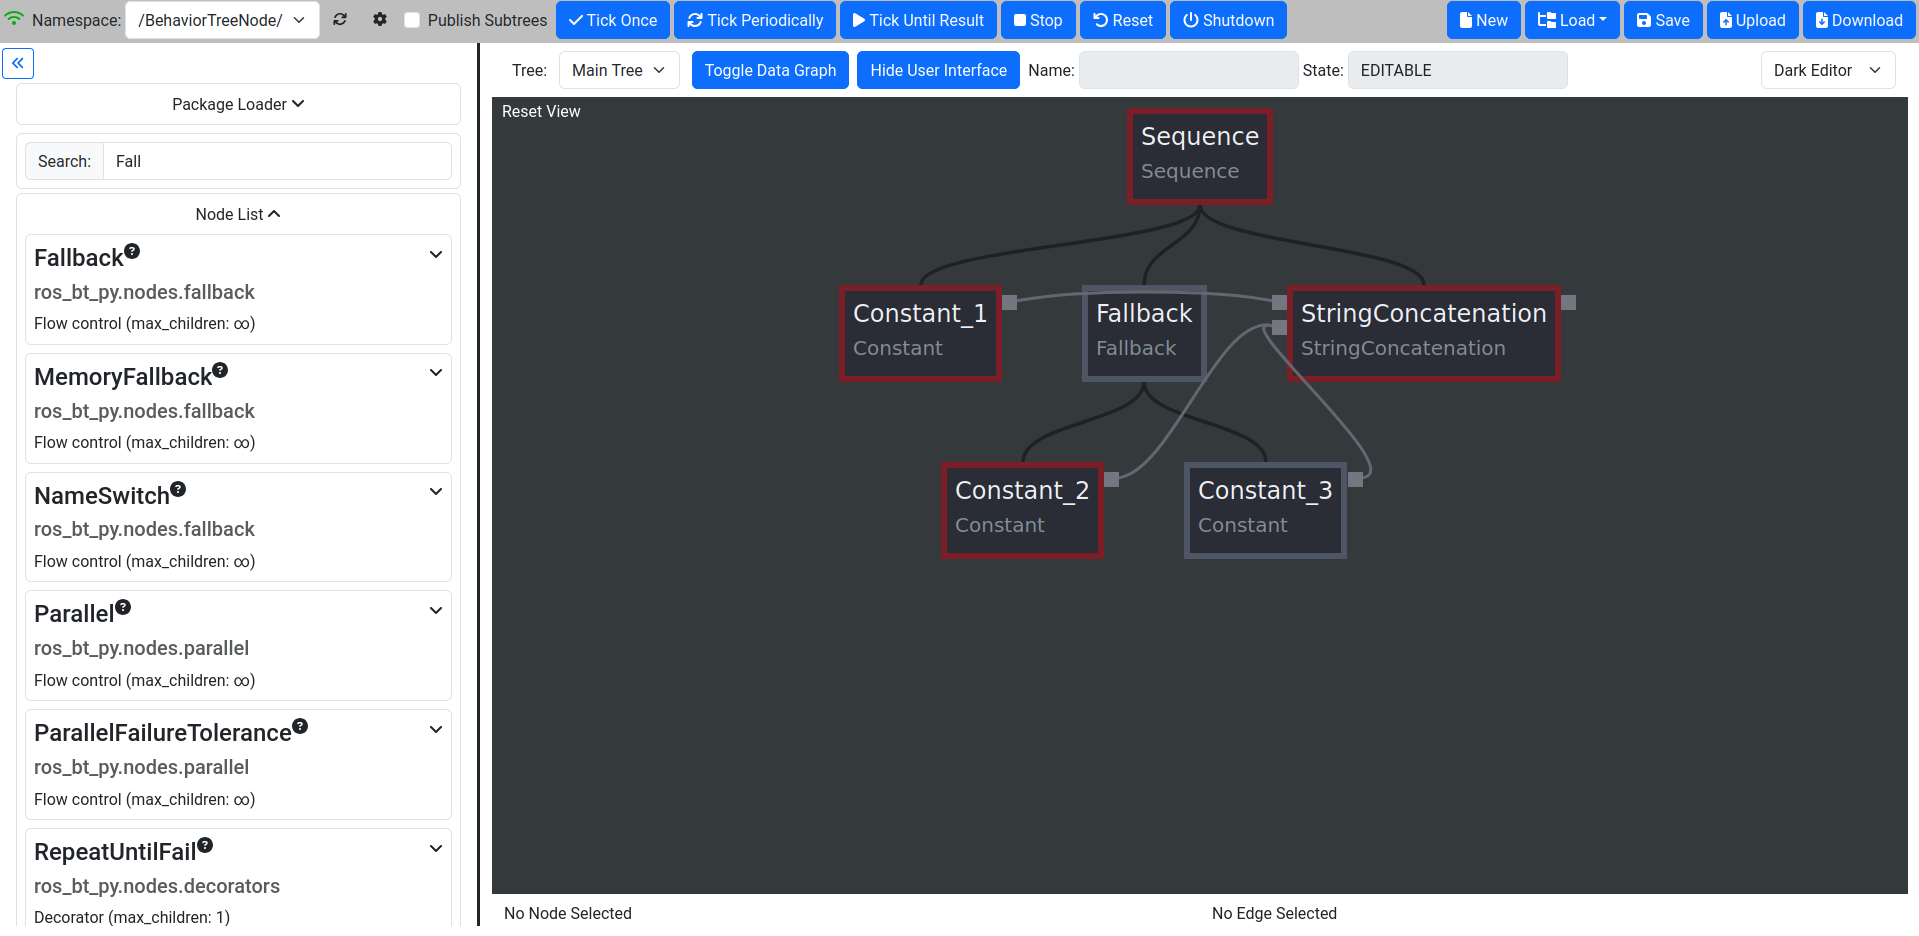 Namespace: /BehaviorTreeNode/ Publish Subtrees Tick Once Tick Periodically Tick Until Result Stop Reset Shutdown New Load Save Upload Download
Package Loader
Search: Fall
Node List
Fallback
ros_bt_py.nodes.fallback
Flow control (max_children: ∞)
MemoryFallback
ros_bt_py.nodes.fallback
Flow control (max_children: ∞)
NameSwitch
ros_bt_py.nodes.fallback
Flow control (max_children: ∞)
Parallel
ros_bt_py.nodes.parallel
Flow control (max_children: ∞)
ParallelFailureTolerance
ros_bt_py.nodes.parallel
Flow control (max_children: ∞)
RepeatUntilFail
ros_bt_py.nodes.decorators
Decorator (max_children: 1)
Tree: Main Tree Toggle Data Graph Hide User Interface Name: State: EDITABLE Dark Editor
Reset View
Sequence
Sequence
Constant_1
Constant
Fallback
Fallback
StringConcatenation
StringConcatenation
Constant_2
Constant
Constant_3
Constant
No Node Selected
No Edge Selected